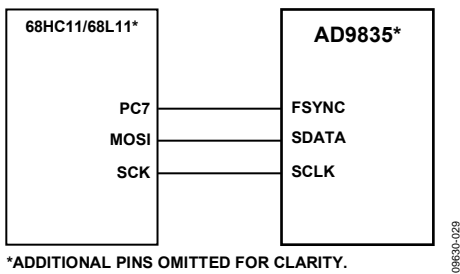 68HC11/68L11*
AD9835*
PC7
FSYNC
MOSI
SDATA
SCK
SCLK
*ADDITIONAL PINS OMITTED FOR CLARITY.
09630-029